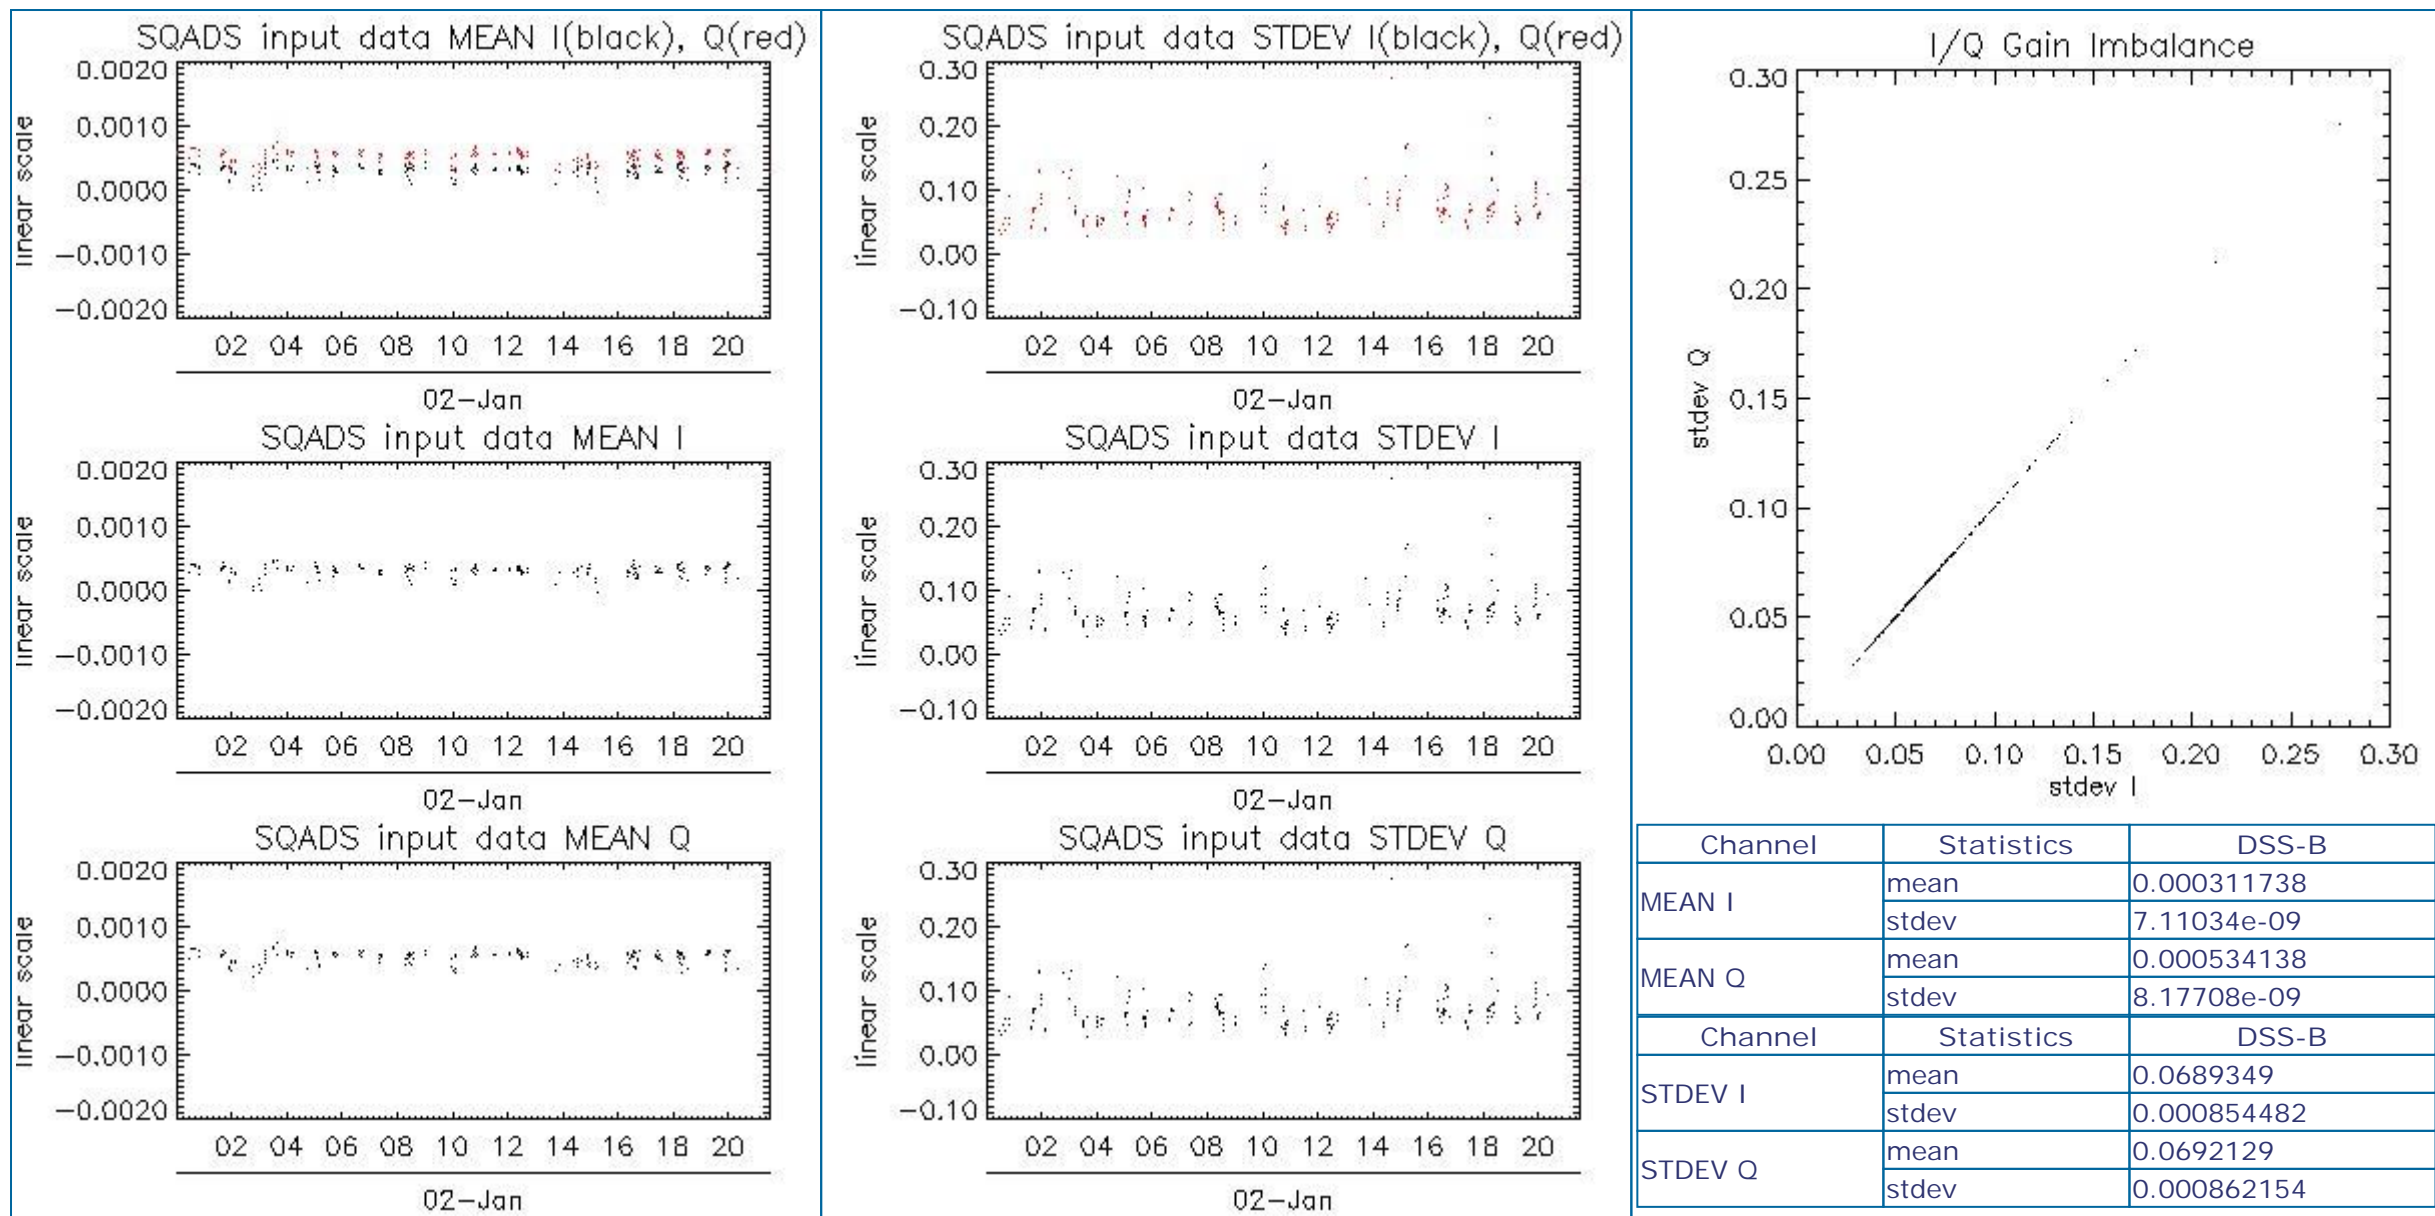 SQADS input data MEAN I(black), Q(red)
0.0020
0.0010
0.0000
−0.0010
−0.0020
linear scale
02 04 06 08 10 12 14 16 18 20
02−Jan
SQADS input data MEAN I
0.0020
0.0010
0.0000
−0.0010
−0.0020
linear scale
02 04 06 08 10 12 14 16 18 20
02−Jan
SQADS input data MEAN Q
0.0020
0.0010
0.0000
−0.0010
−0.0020
linear scale
02 04 06 08 10 12 14 16 18 20
02−Jan
SQADS input data STDEV I(black), Q(red)
0.30
0.20
0.10
0.00
−0.10
linear scale
02 04 06 08 10 12 14 16 18 20
02−Jan
SQADS input data STDEV I
0.30
0.20
0.10
0.00
−0.10
linear scale
02 04 06 08 10 12 14 16 18 20
02−Jan
SQADS input data STDEV Q
0.30
0.20
0.10
0.00
−0.10
linear scale
02 04 06 08 10 12 14 16 18 20
02−Jan
I/Q Gain Imbalance
0.30
0.25
0.20
0.15
0.10
0.05
0.00
stdev Q
0.00 0.05 0.10 0.15 0.20 0.25 0.30
stdev I
Channel Statistics DSS-B
MEAN I mean 0.000311738
stdev 7.11034e-09
MEAN Q mean 0.000534138
stdev 8.17708e-09
Channel Statistics DSS-B
STDEV I mean 0.0689349
stdev 0.000854482
STDEV Q mean 0.0692129
stdev 0.000862154